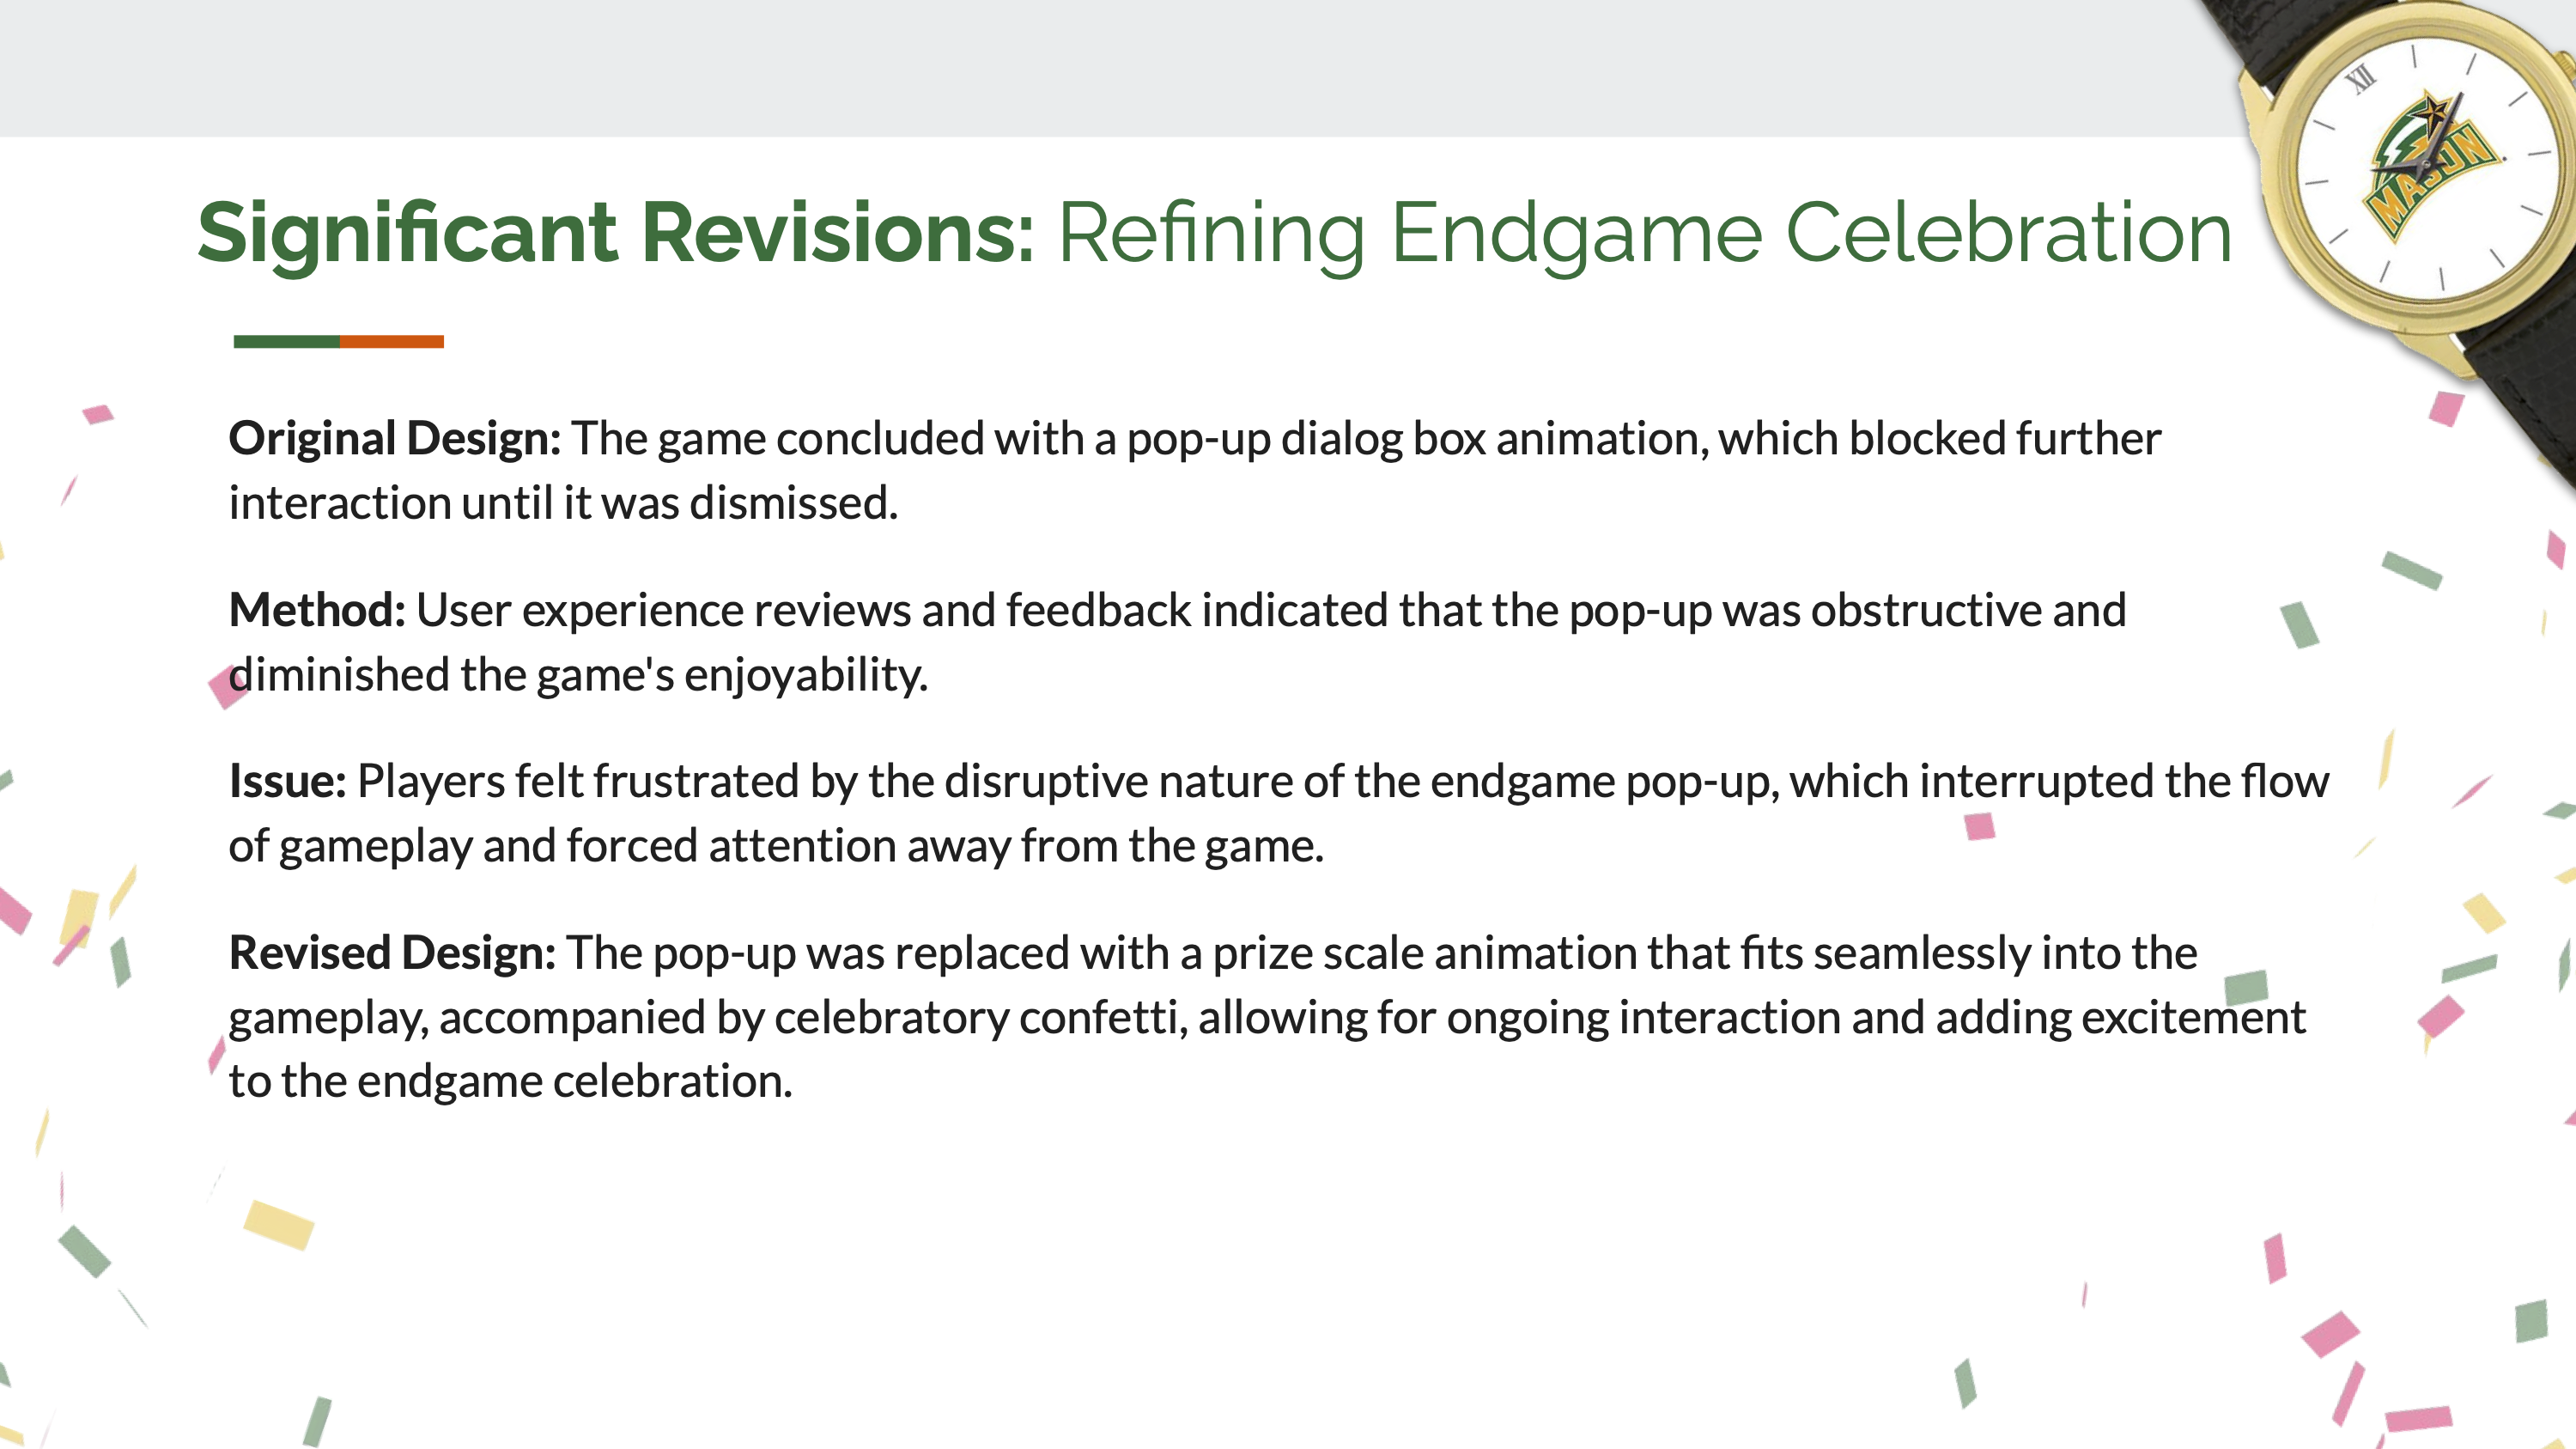 Significant Revisions: Refining Endgame Celebration
XII
MASON
Original Design: The game concluded with a pop-up dialog box animation, which blocked further
interaction until it was dismissed.
Method: User experience reviews and feedback indicated that the pop-up was obstructive and
diminished the game's enjoyability.
Issue: Players felt frustrated by the disruptive nature of the endgame pop-up, which interrupted the flow
of gameplay and forced attention away from the game.
Revised Design: The pop-up was replaced with a prize scale animation that fits seamlessly into the
gameplay, accompanied by celebratory confetti, allowing for ongoing interaction and adding excitement
to the endgame celebration.